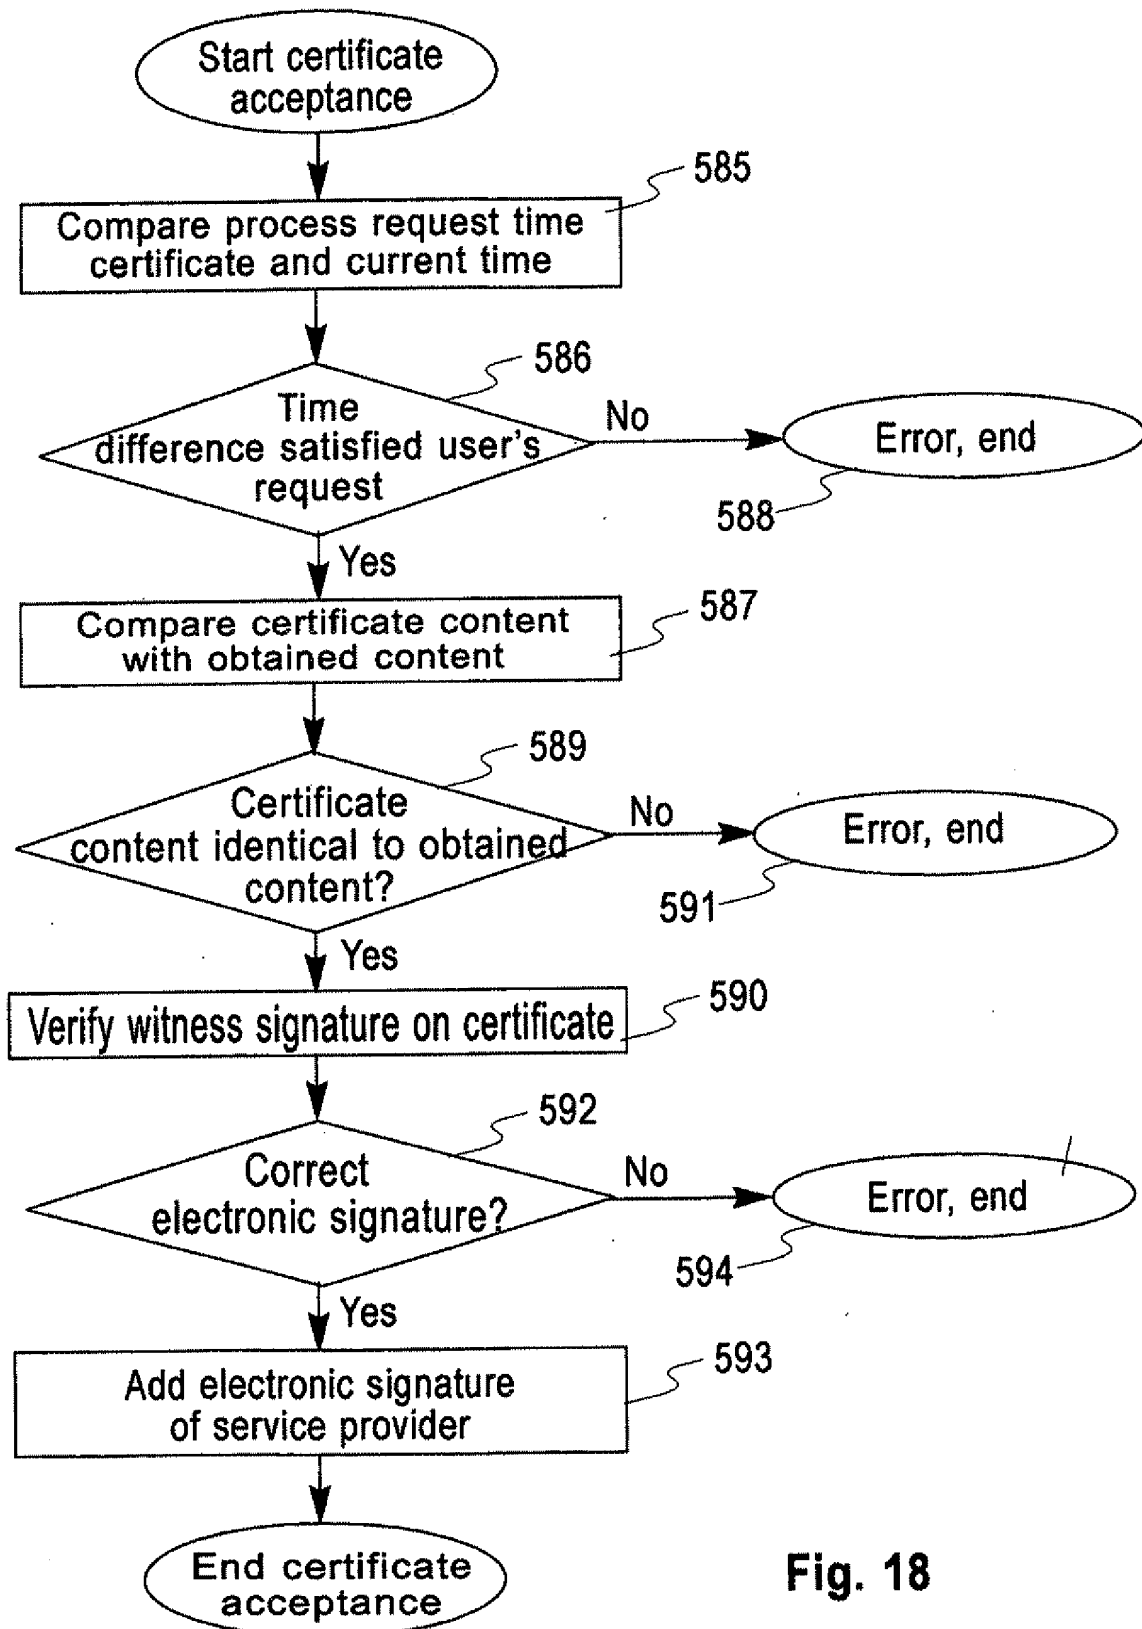 Start certificate
acceptance
585
Compare process request time
certificate and current time
586
Time
difference satisfied user's
request
No
Error, end
588
Yes
587
Compare certificate content
with obtained content
589
Certificate
content identical to obtained
content?
No
Error, end
591
Yes
590
Verify witness signature on certificate
592
Correct
electronic signature?
No
Error, end
594
Yes
593
Add electronic signature
of service provider
End certificate
acceptance
Fig. 18